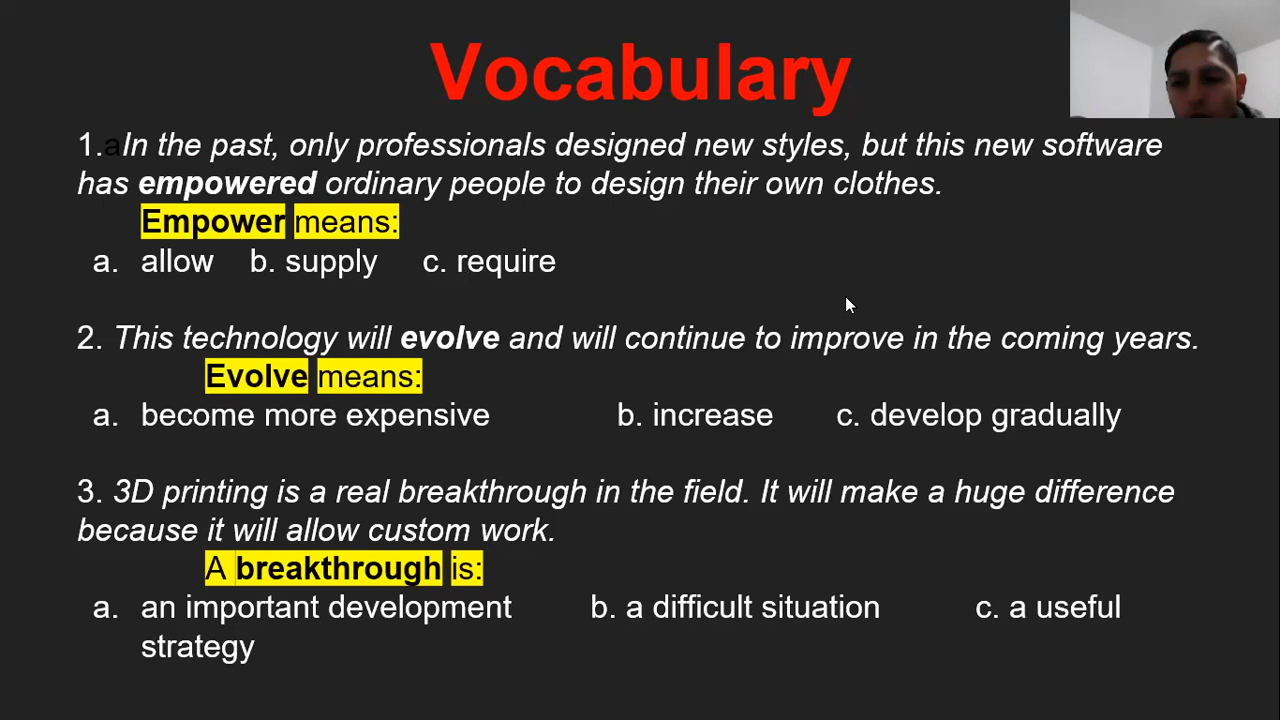 Vocabulary
1.aIn the past, only professionals designed new styles, but this new software
has empowered ordinary people to design their own clothes.
Empower means:
a. allow b. supply c. require
2. This technology will evolve and will continue to improve in the coming years.
Evolve means:
a. become more expensive b. increase c. develop gradually
3. 3D printing is a real breakthrough in the field. It will make a huge difference
because it will allow custom work.
A breakthrough is:
a. an important development b. a difficult situation c. a useful
strategy